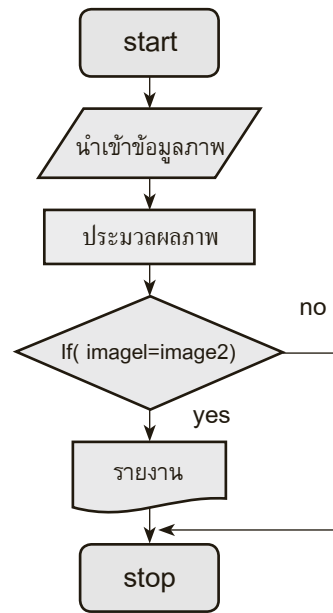 start
นำเข้าข้อมูลภาพ
ประมวลผลภาพ
If( imagel=image2)
no
yes
รายงาน
stop